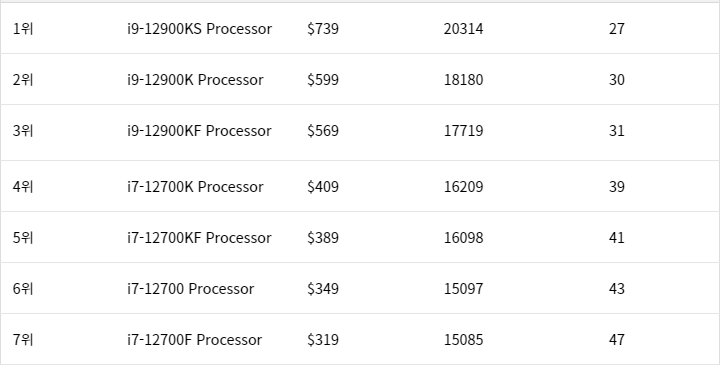 1위 i9-12900KS Processor $739 20314 27
2위 i9-12900K Processor $599 18180 30
3위 i9-12900KF Processor $569 17719 31
4위 i7-12700K Processor $409 16209 39
5위 i7-12700KF Processor $389 16098 41
6위 i7-12700 Processor $349 15097 43
7위 i7-12700F Processor $319 15085 47